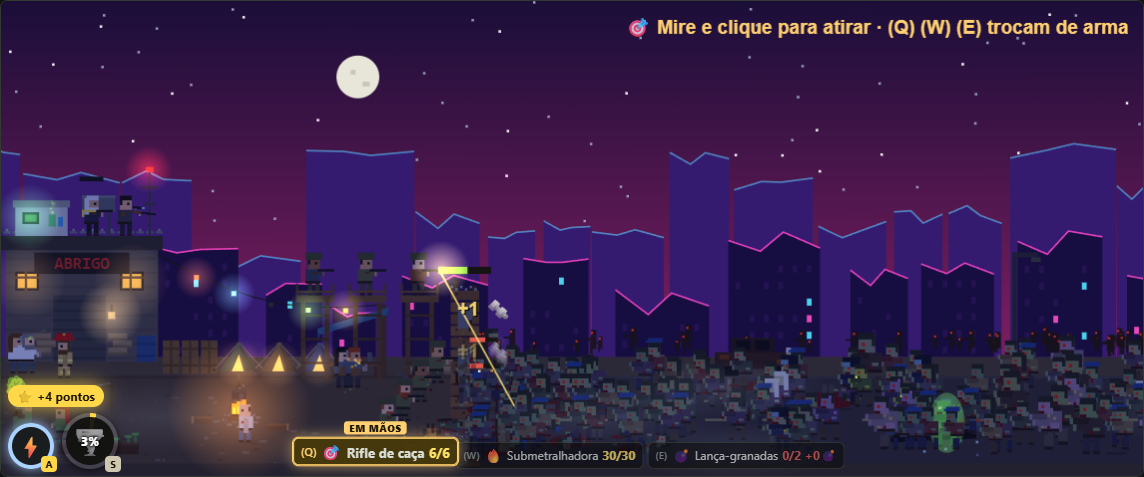 🎯 Mire e clique para atirar · (Q) (W) (E) trocam de arma
ABRIGO
+1
+1
+4 pontos
3%
A
S
EM MÃOS
(Q) Rifle de caça 6/6
(W) Submetralhadora 30/30
(E) Lança-granadas 0/2 +0